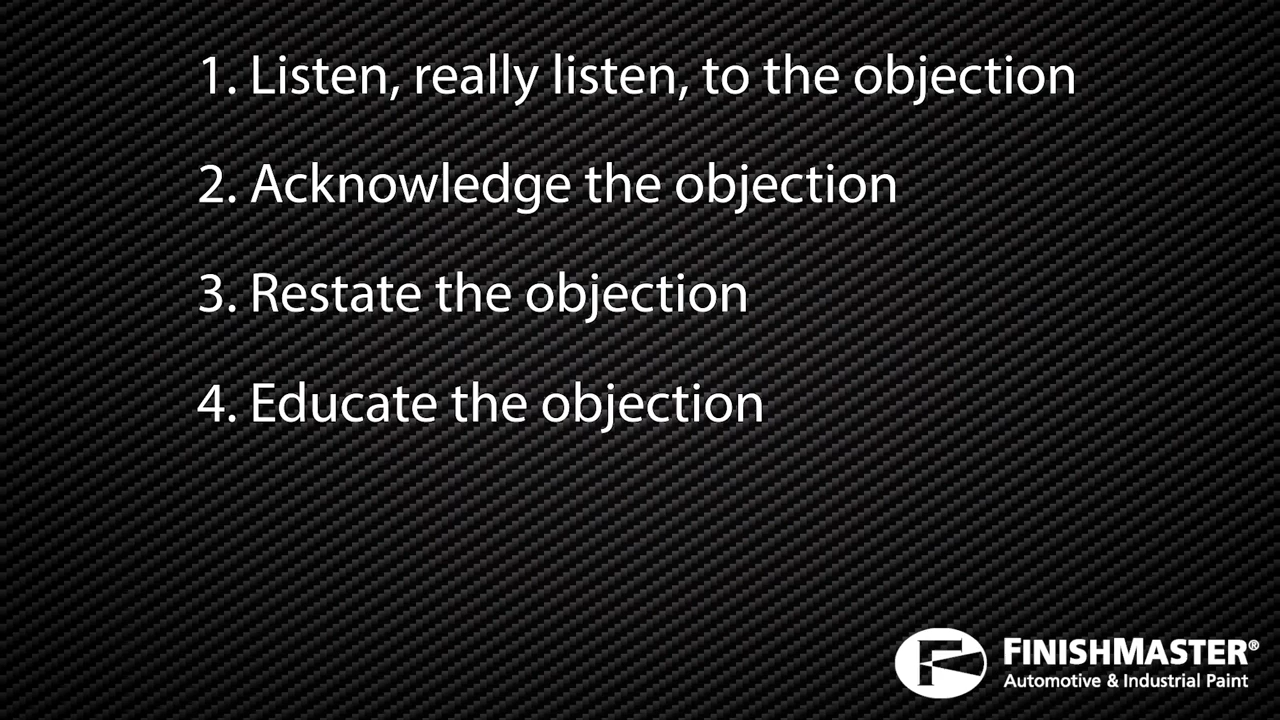 1. Listen, really listen, to the objection
2. Acknowledge the objection
3. Restate the objection
4. Educate the objection
FINISHMASTER®
Automotive & Industrial Paint